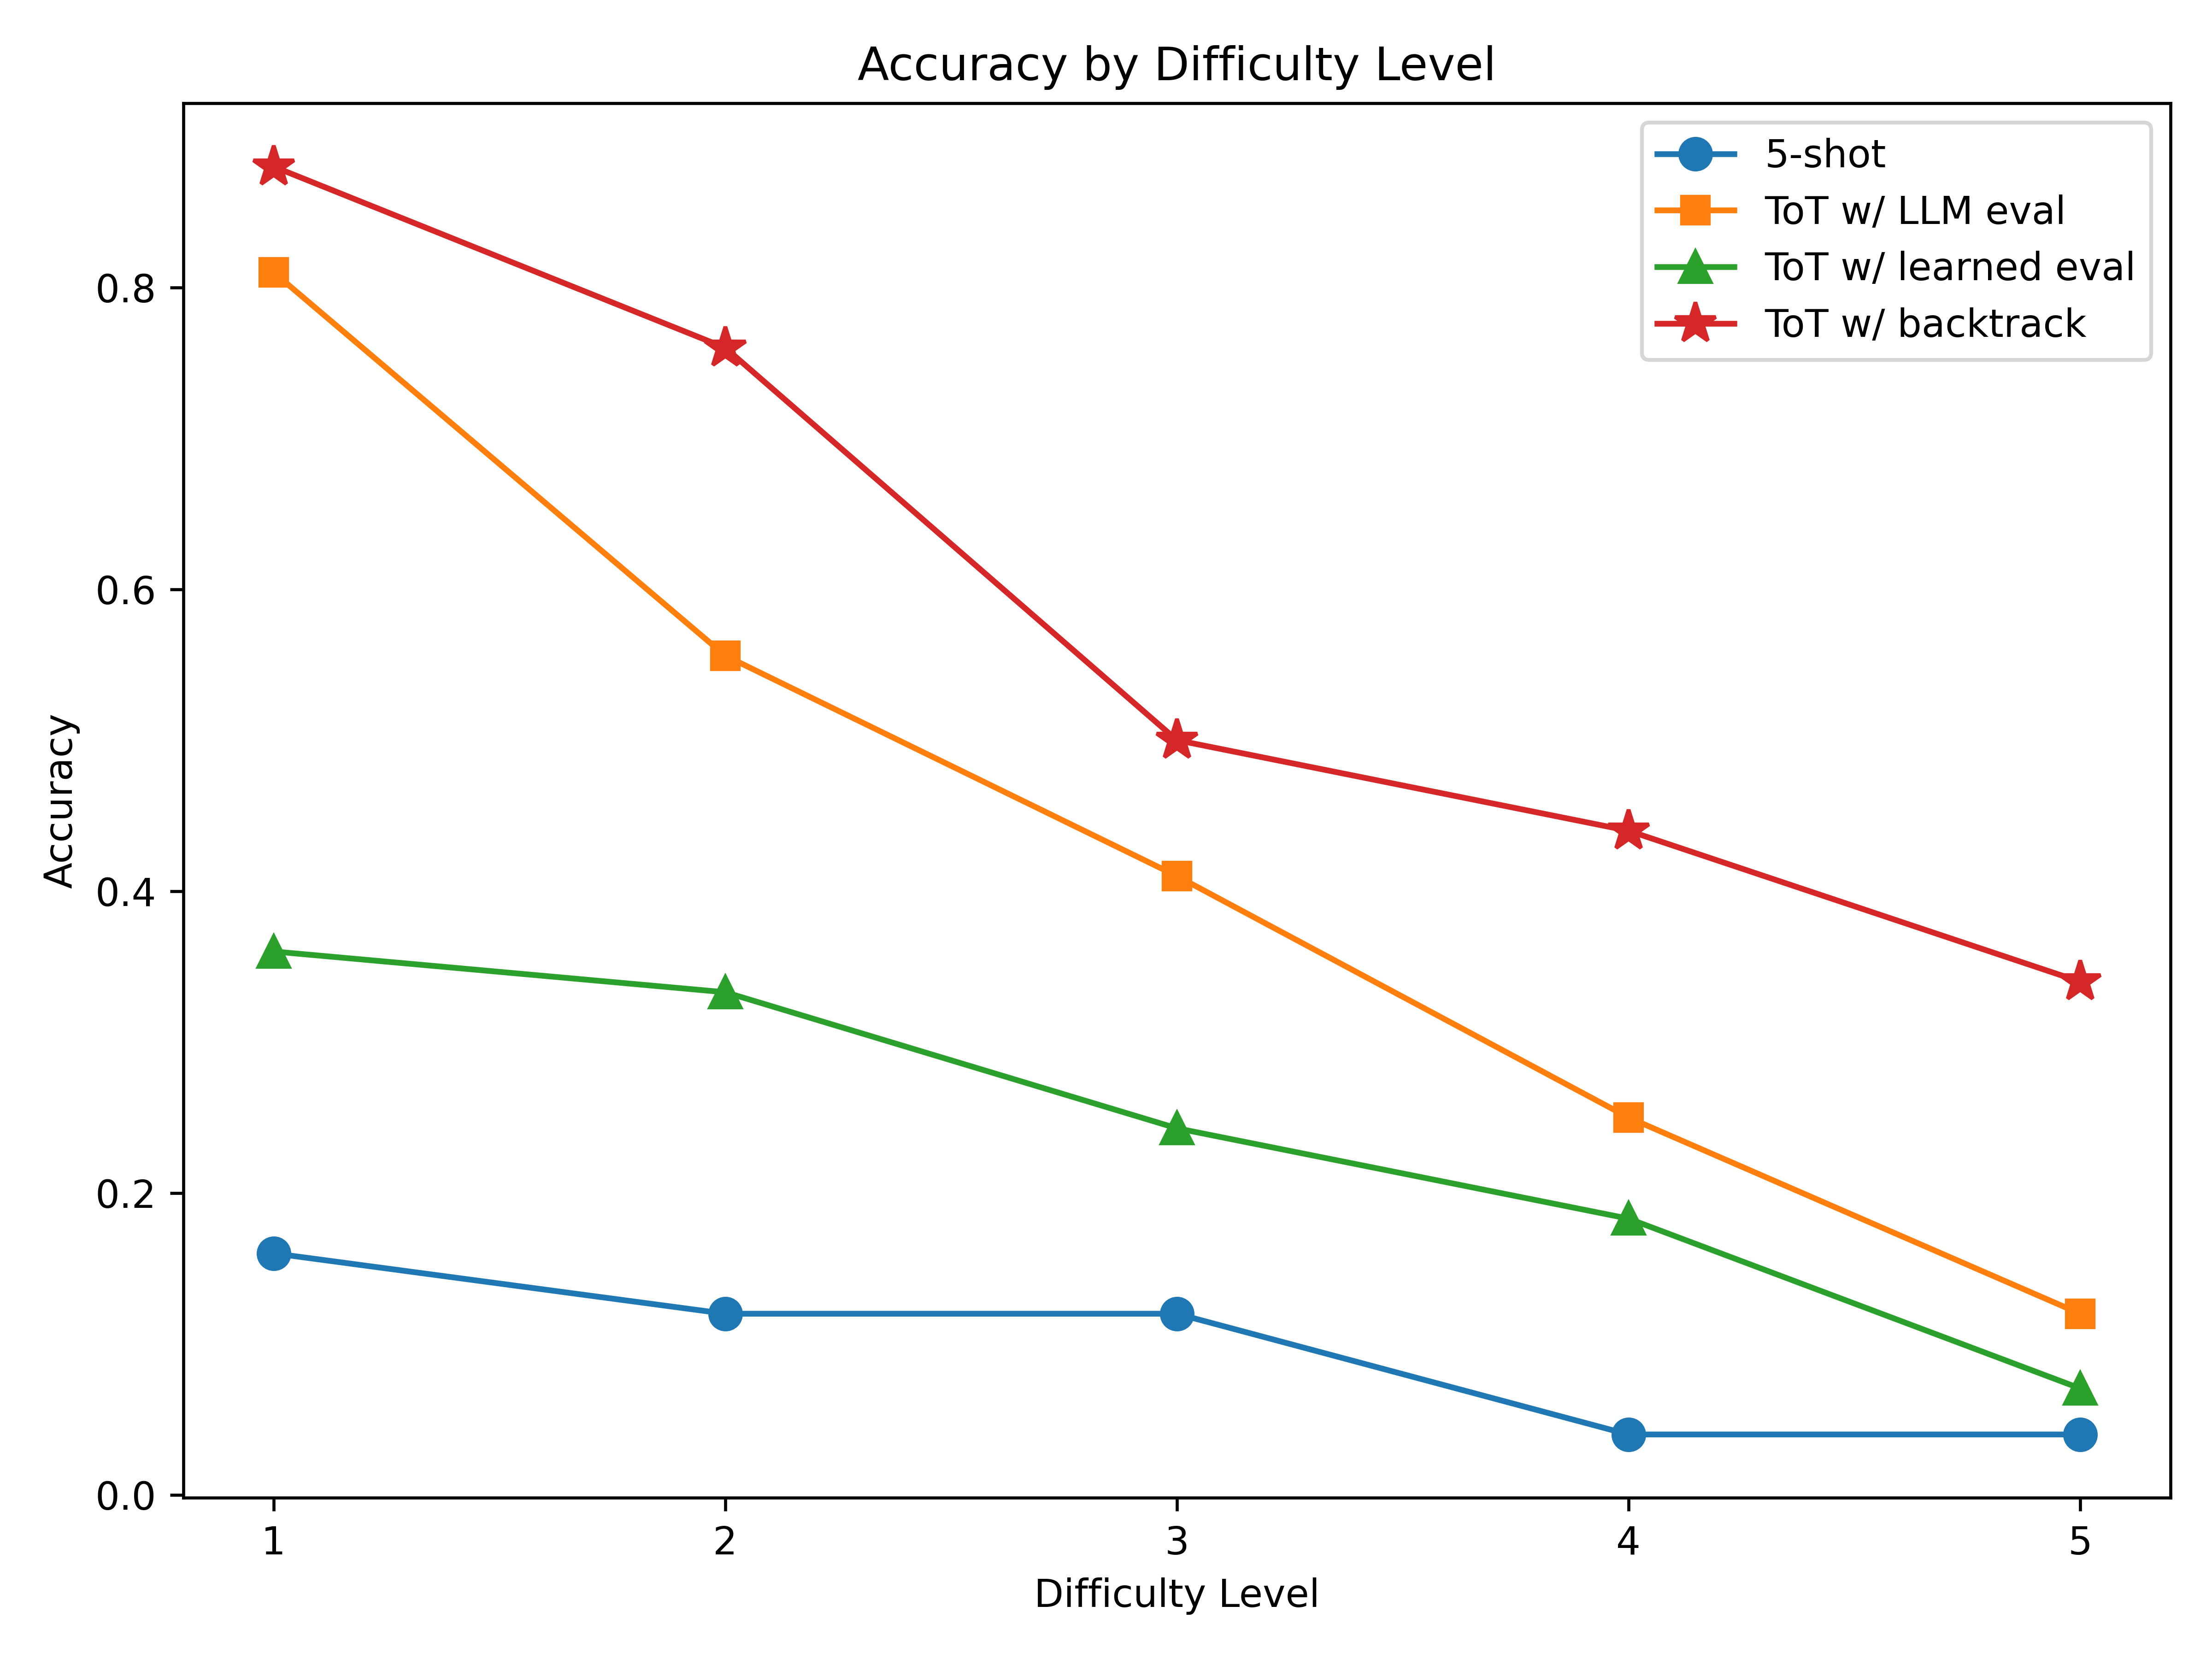 Accuracy by Difficulty Level
5-shot
ToT w/ LLM eval
ToT w/ learned eval
ToT w/ backtrack
Accuracy
0.8
0.6
0.4
0.2
0.0
1 2 3 4 5
Difficulty Level